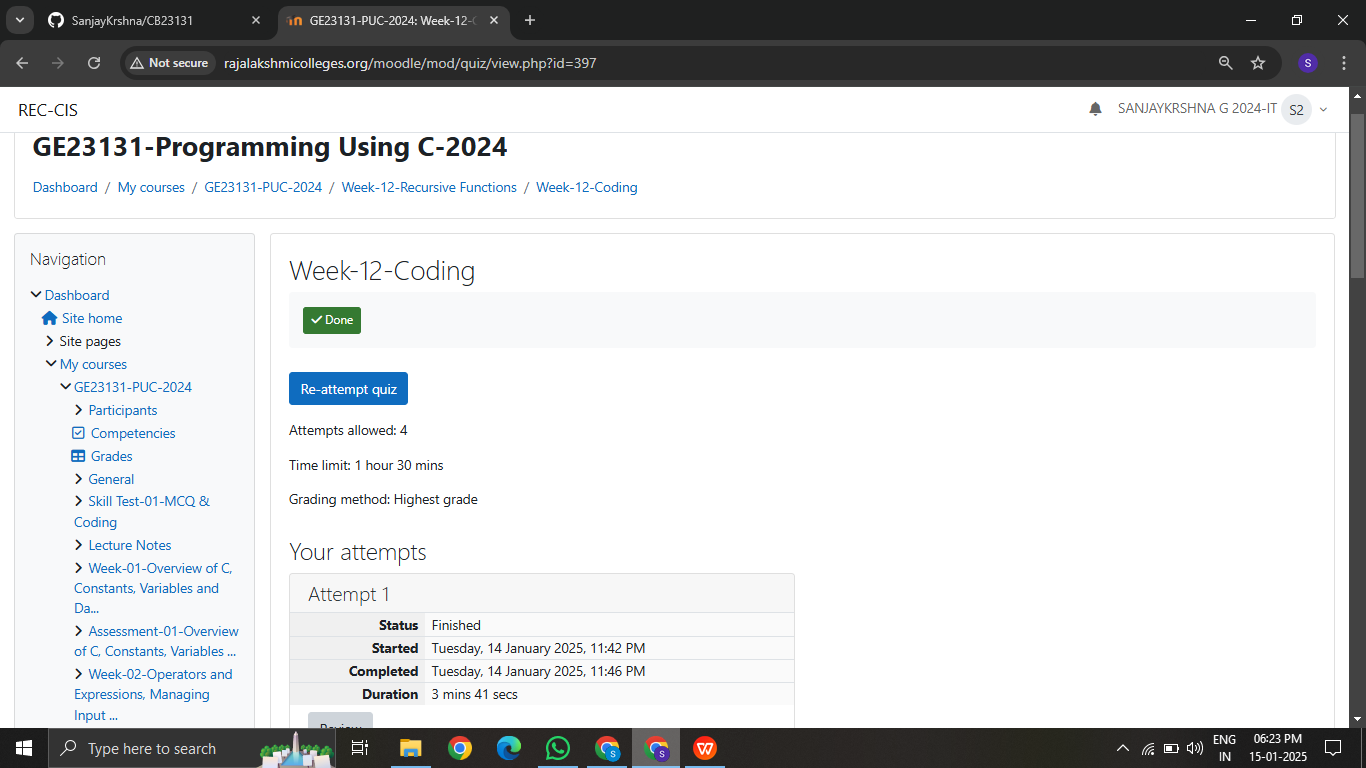 SanjayKrshna/CB23131
GE23131-PUC-2024: Week-12-C
Not secure
rajalakshmicolleges.org/moodle/mod/quiz/view.php?id=397
S
REC-CIS
SANJAYKRSHNA G 2024-IT
S2
GE23131-Programming Using C-2024
Dashboard / My courses / GE23131-PUC-2024 / Week-12-Recursive Functions / Week-12-Coding
Navigation
Dashboard
Site home
Site pages
My courses
GE23131-PUC-2024
Participants
Competencies
Grades
General
Skill Test-01-MCQ &
Coding
Lecture Notes
Week-01-Overview of C,
Constants, Variables and
Da...
Assessment-01-Overview
of C, Constants, Variables ...
Week-02-Operators and
Expressions, Managing
Input ...
Week-12-Coding
Done
Re-attempt quiz
Attempts allowed: 4
Time limit: 1 hour 30 mins
Grading method: Highest grade
Your attempts
Attempt 1
Status Finished
Started Tuesday, 14 January 2025, 11:42 PM
Completed Tuesday, 14 January 2025, 11:46 PM
Duration 3 mins 41 secs
Review
Type here to search
S
S
W
ENG
IN
06:23 PM
15-01-2025